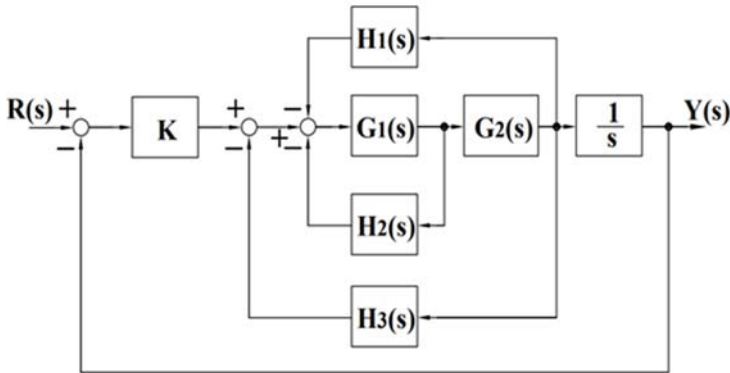 H1(s)
R(s) + K + − + − − G1(s) G2(s) 1/s Y(s)
−
H2(s)
H3(s)